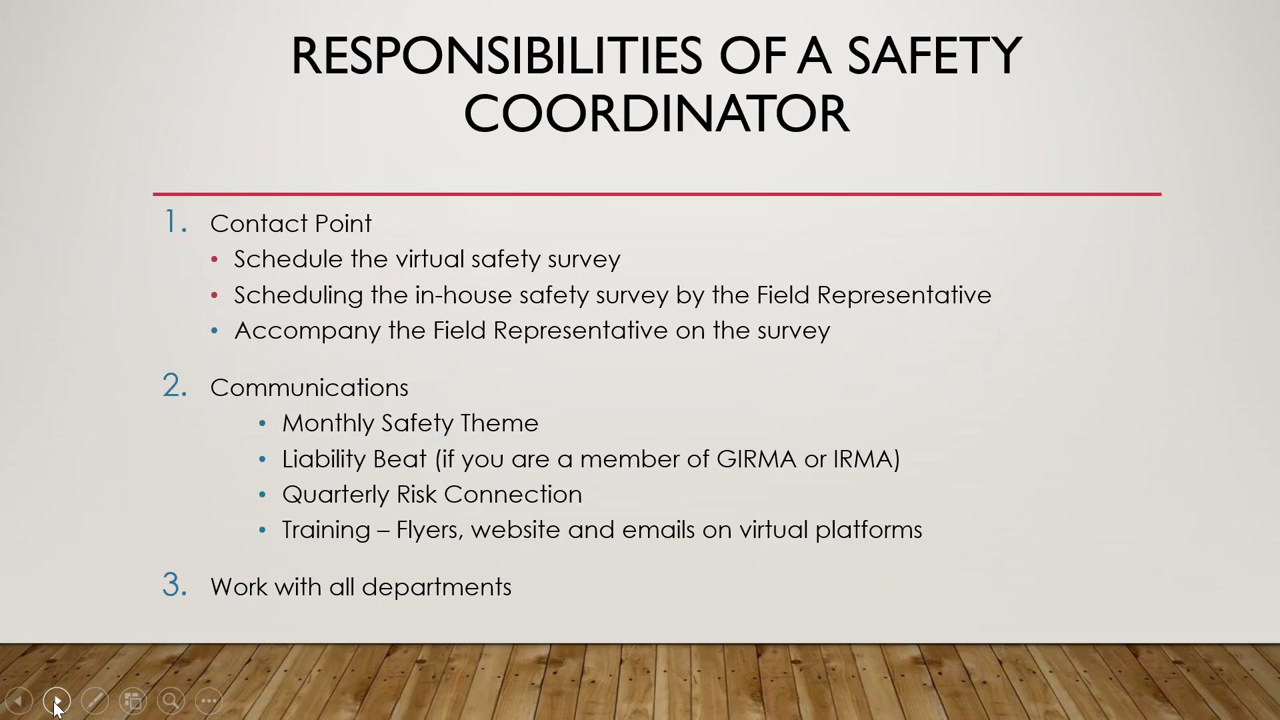 RESPONSIBILITIES OF A SAFETY
COORDINATOR
1. Contact Point
• Schedule the virtual safety survey
• Scheduling the in-house safety survey by the Field Representative
• Accompany the Field Representative on the survey
2. Communications
• Monthly Safety Theme
• Liability Beat (if you are a member of GIRMA or IRMA)
• Quarterly Risk Connection
• Training – Flyers, website and emails on virtual platforms
3. Work with all departments